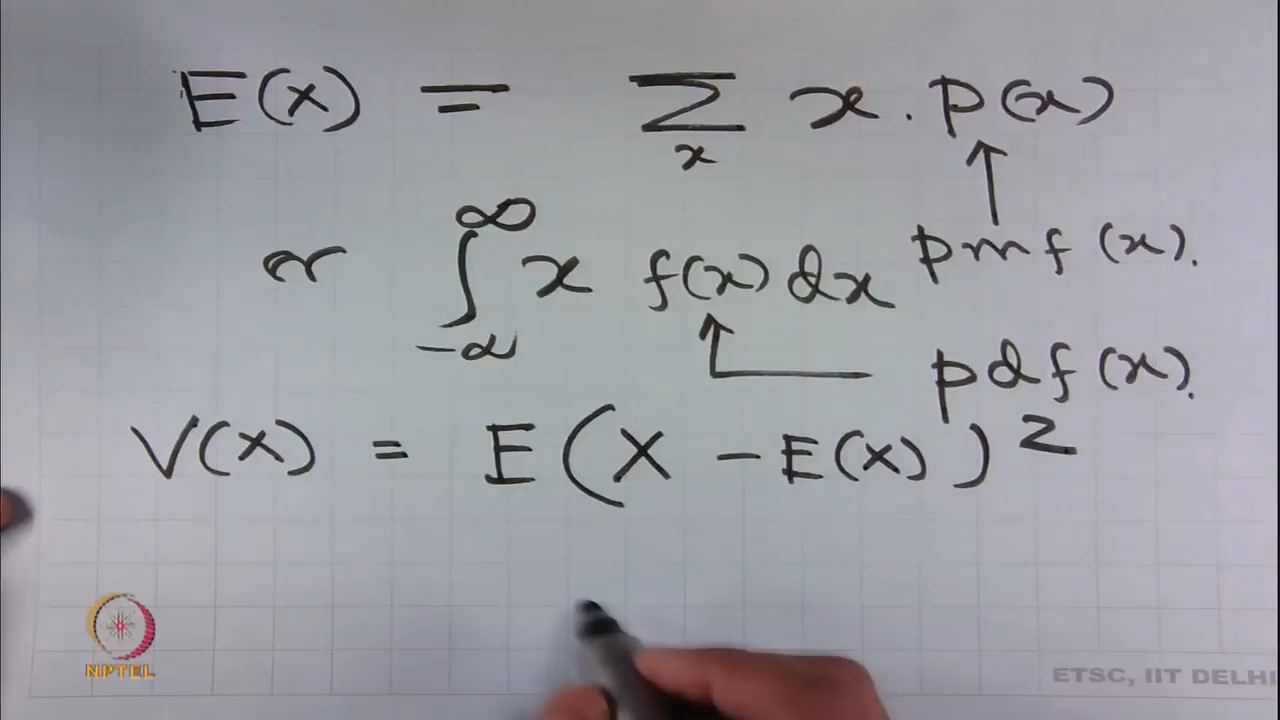 E(X) = Σ x . p(x)
x
↑
or ∫ x f(x) dx pmf (x).
∞
-∞
↑ pdf (x).
V(X) = E(X - E(X))²
NPTEL
ETSC, IIT DELHI